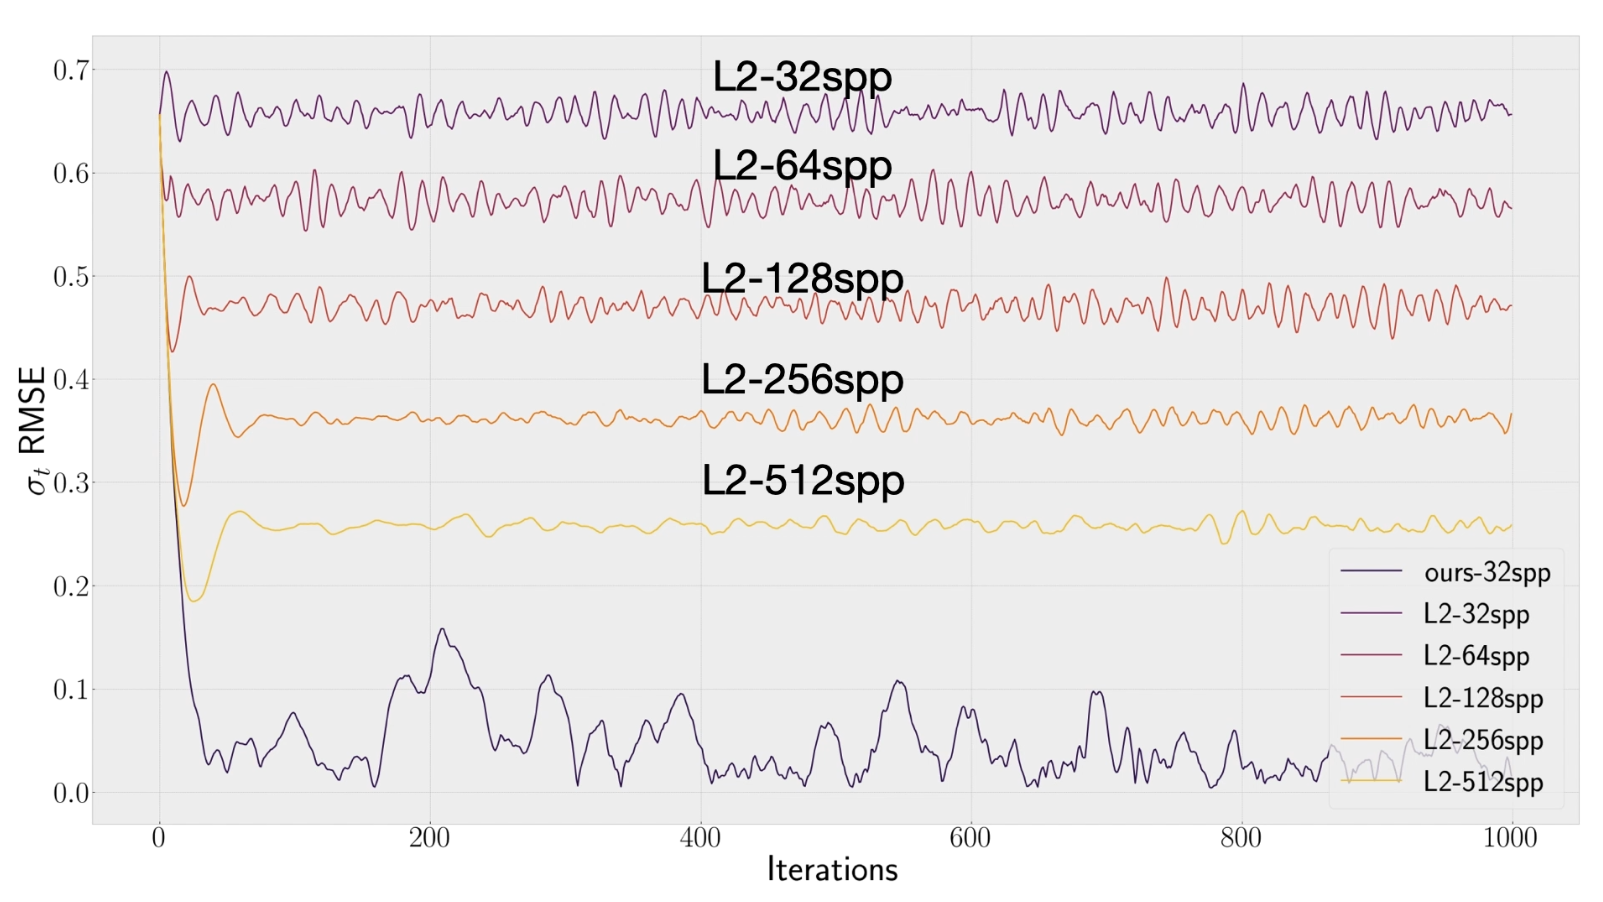 0.7
0.6
0.5
0.4
0.3
0.2
0.1
0.0
σt RMSE
L2-32spp
L2-64spp
L2-128spp
L2-256spp
L2-512spp
ours-32spp
L2-32spp
L2-64spp
L2-128spp
L2-256spp
L2-512spp
0 200 400 600 800 1000
Iterations